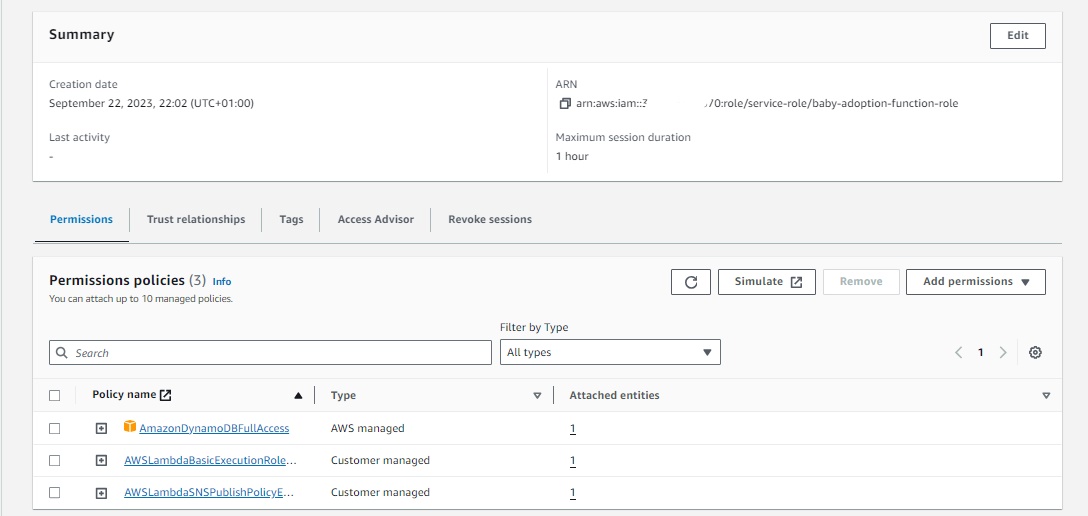 Summary
Edit
Creation date
September 22, 2023, 22:02 (UTC+01:00)
ARN
arn:aws:iam::
/0:role/service-role/baby-adoption-function-role
Last activity
-
Maximum session duration
1 hour
Permissions
Trust relationships
Tags
Access Advisor
Revoke sessions
Permissions policies (3) Info
You can attach up to 10 managed policies.
Simulate
Remove
Add permissions
Filter by Type
Search
All types
1
Policy name
Type
Attached entities
AmazonDynamoDBFullAccess
AWS managed
1
AWSLambdaBasicExecutionRole...
Customer managed
1
AWSLambdaSNSPublishPolicyE...
Customer managed
1